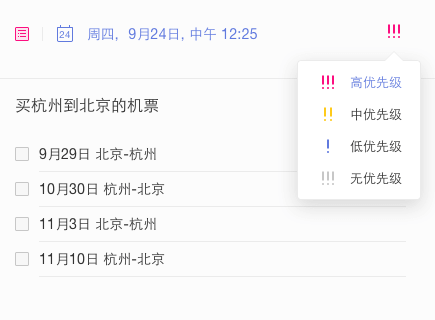 24 周四，9月24日, 中午 12:25 !!!
!!! 高优先级
!! 中优先级
! 低优先级
!!! 无优先级
买杭州到北京的机票
9月29日 北京-杭州
10月30日 杭州-北京
11月3日 北京-杭州
11月10日 杭州-北京